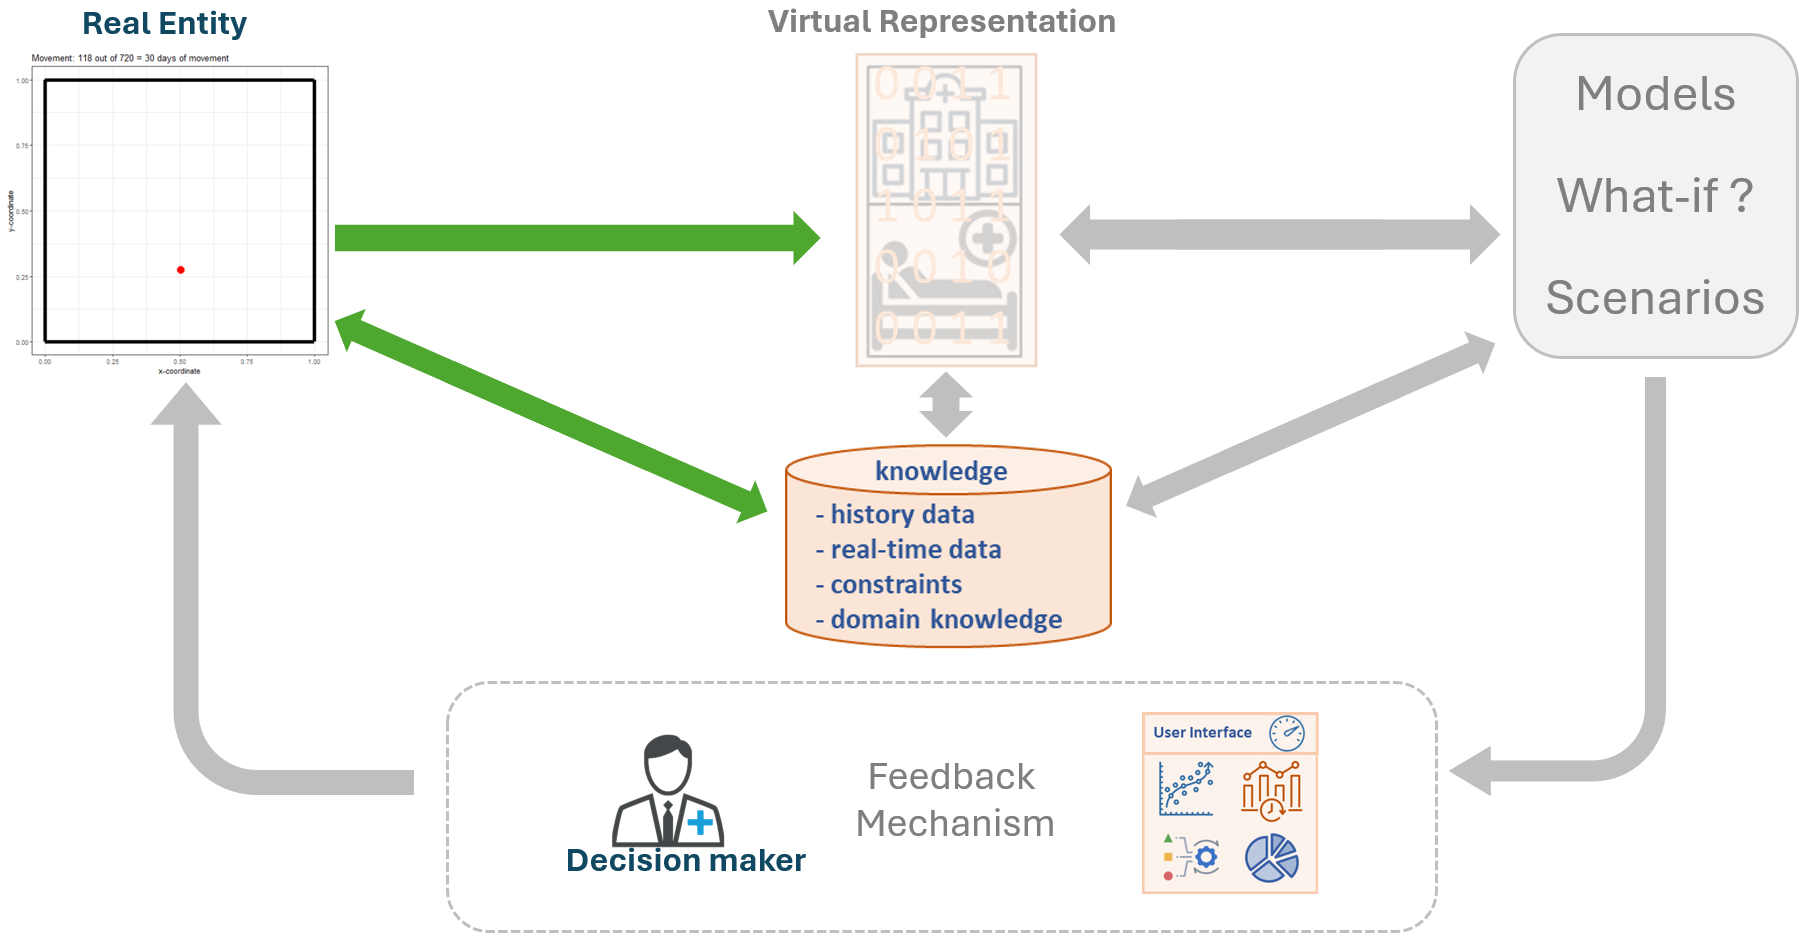 Real Entity
Virtual Representation
Movement: 118 out of 720 = 30 days of movement
1.00
0.75
0.50
0.25
0.00
y-coordinate
0.00 0.25 0.50 0.75 1.00
x-coordinate
0 0 1 1
0 1 0 1
1 0 1 1
0 0 1 0
0 0 1 1
Models
What-if ?
Scenarios
knowledge
- history data
- real-time data
- constraints
- domain knowledge
Decision maker
Feedback
Mechanism
User Interface